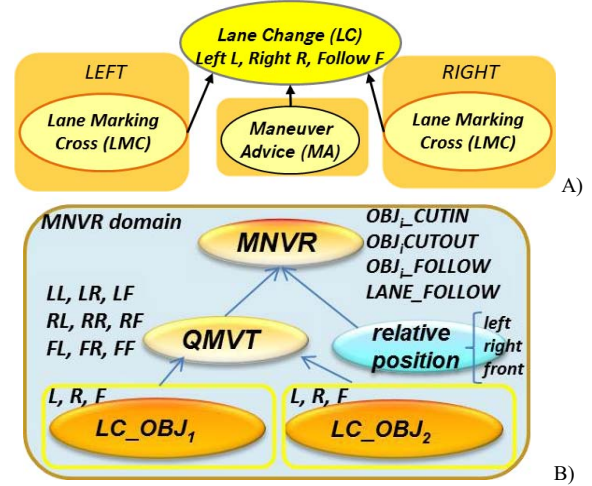 Lane Change (LC)
Left L, Right R, Follow F
LEFT
RIGHT
Lane Marking
Cross (LMC)
Maneuver
Advice (MA)
Lane Marking
Cross (LMC)
A)
MNVR domain
MNVR
OBJi_CUTIN
OBJiCUTOUT
OBJi_FOLLOW
LANE_FOLLOW
LL, LR, LF
RL, RR, RF
FL, FR, FF
QMVT
relative
position
left
right
front
L, R, F
LC_OBJ1
L, R, F
LC_OBJ2
B)